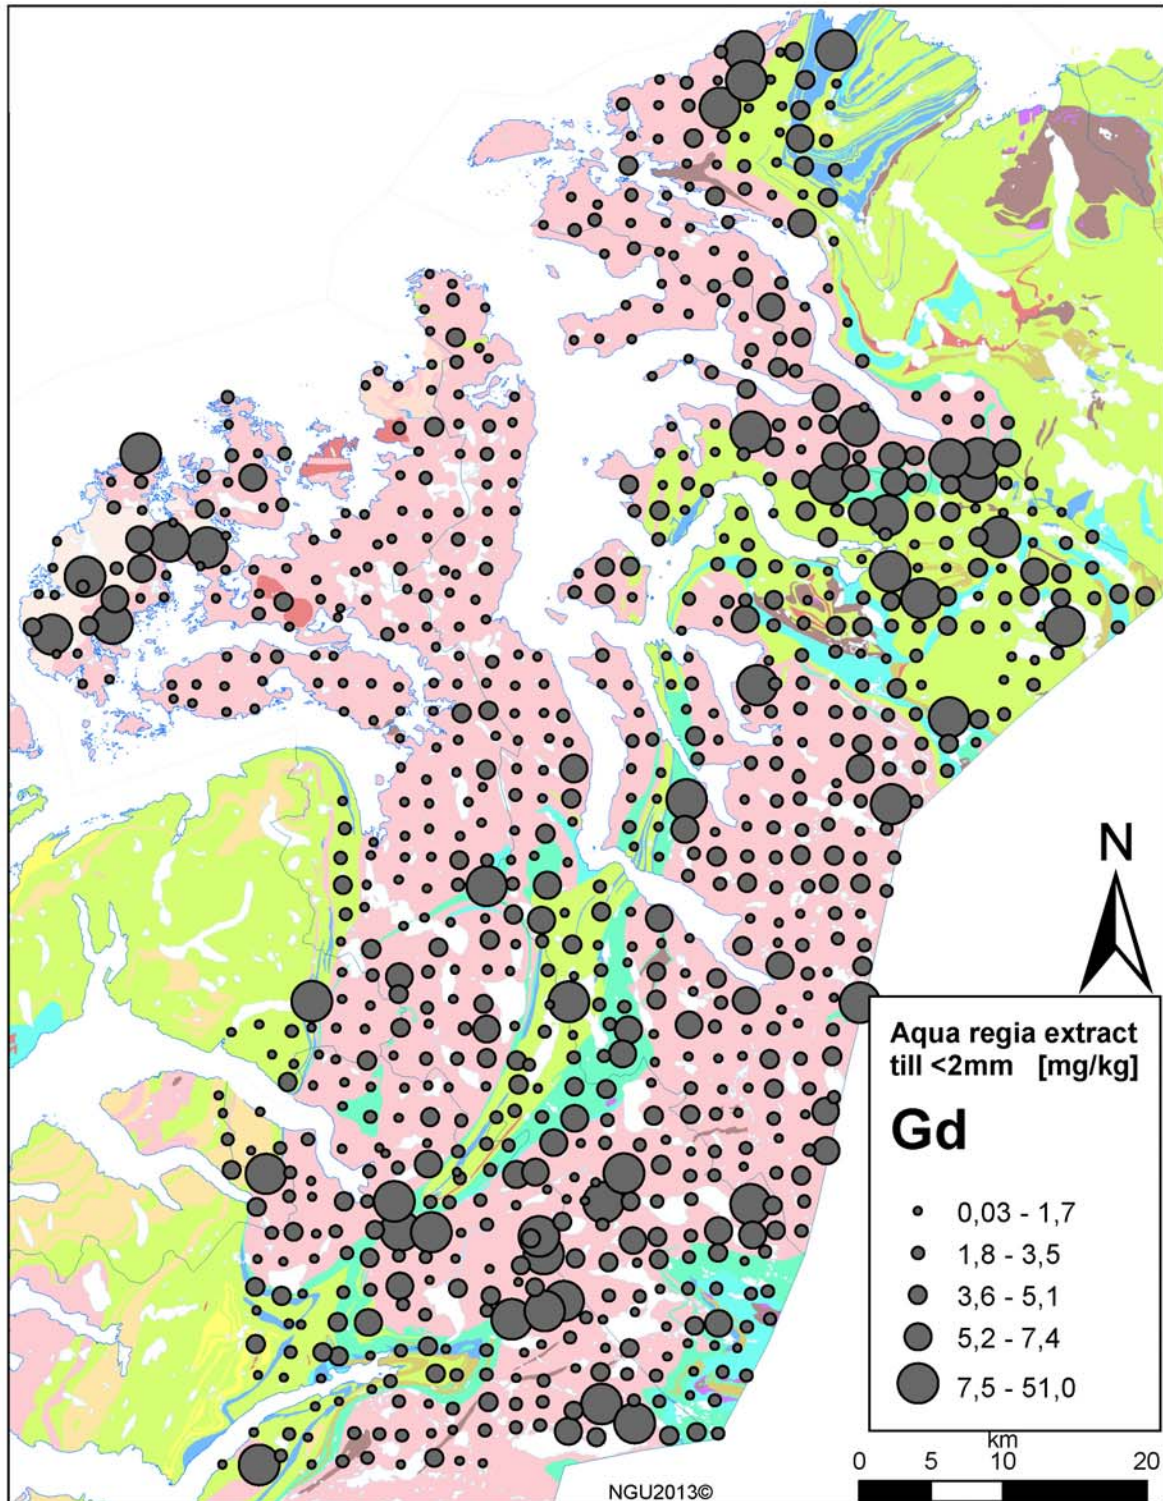 N
Aqua regia extract
till <2mm [mg/kg]
Gd
0,03 - 1,7
1,8 - 3,5
3,6 - 5,1
5,2 - 7,4
7,5 - 51,0
km
0 5 10 20
NGU2013©